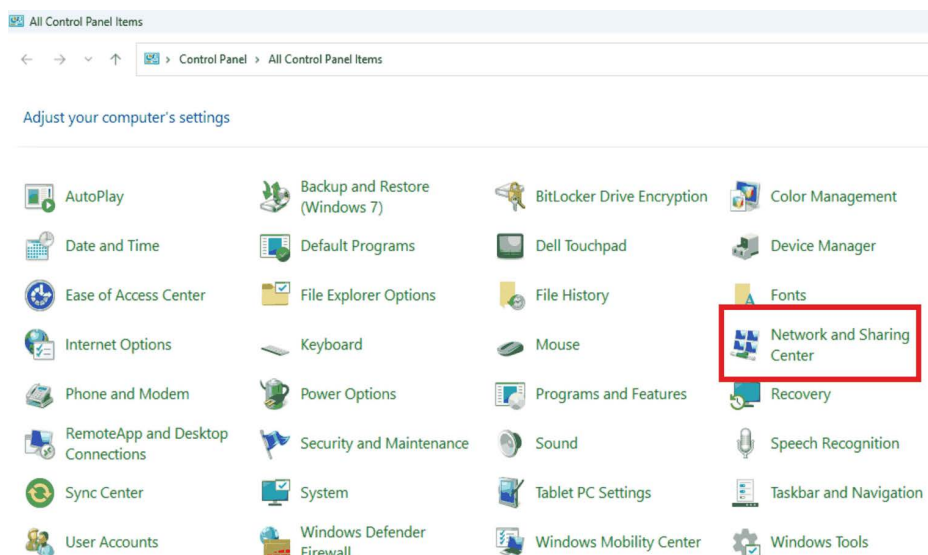 All Control Panel Items
Control Panel > All Control Panel Items
Adjust your computer's settings
AutoPlay
Backup and Restore
(Windows 7)
BitLocker Drive Encryption
Color Management
Date and Time
Default Programs
Dell Touchpad
Device Manager
Ease of Access Center
File Explorer Options
File History
Fonts
Internet Options
Keyboard
Mouse
Network and Sharing
Center
Phone and Modem
Power Options
Programs and Features
Recovery
RemoteApp and Desktop
Connections
Security and Maintenance
Sound
Speech Recognition
Sync Center
System
Tablet PC Settings
Taskbar and Navigation
User Accounts
Windows Defender
Firewall
Windows Mobility Center
Windows Tools